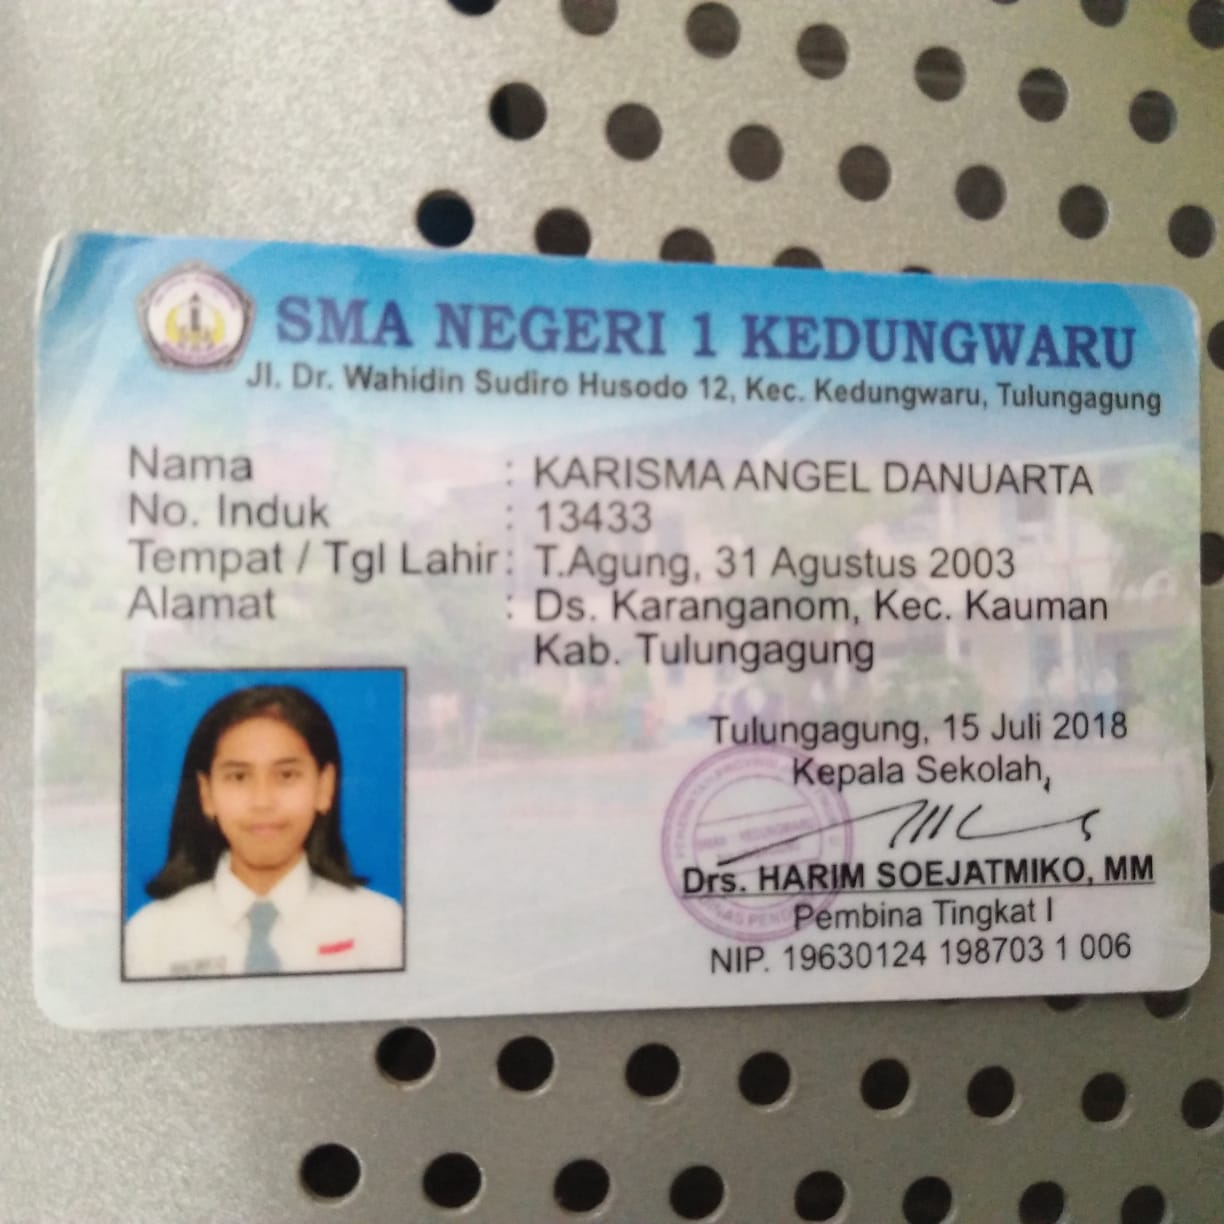 SMA NEGERI 1 KEDUNGWARU
Jl. Dr. Wahidin Sudiro Husodo 12, Kec. Kedungwaru, Tulungagung
Nama : KARISMA ANGEL DANUARTA
No. Induk : 13433
Tempat / Tgl Lahir : T.Agung, 31 Agustus 2003
Alamat : Ds. Karanganom, Kec. Kauman
Kab. Tulungagung
Tulungagung, 15 Juli 2018
Kepala Sekolah,
Drs. HARIM SOEJATMIKO, MM
Pembina Tingkat I
NIP. 19630124 198703 1 006